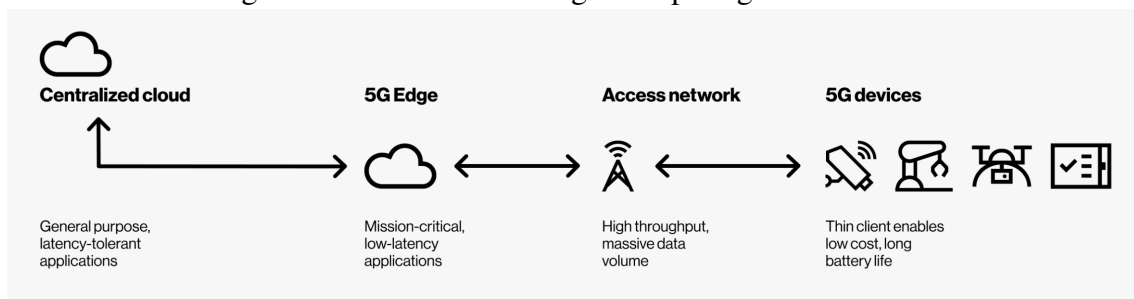 Centralized cloud
5G Edge
Access network
5G devices
General purpose,
latency-tolerant
applications
Mission-critical,
low-latency
applications
High throughput,
massive data
volume
Thin client enables
low cost, long
battery life